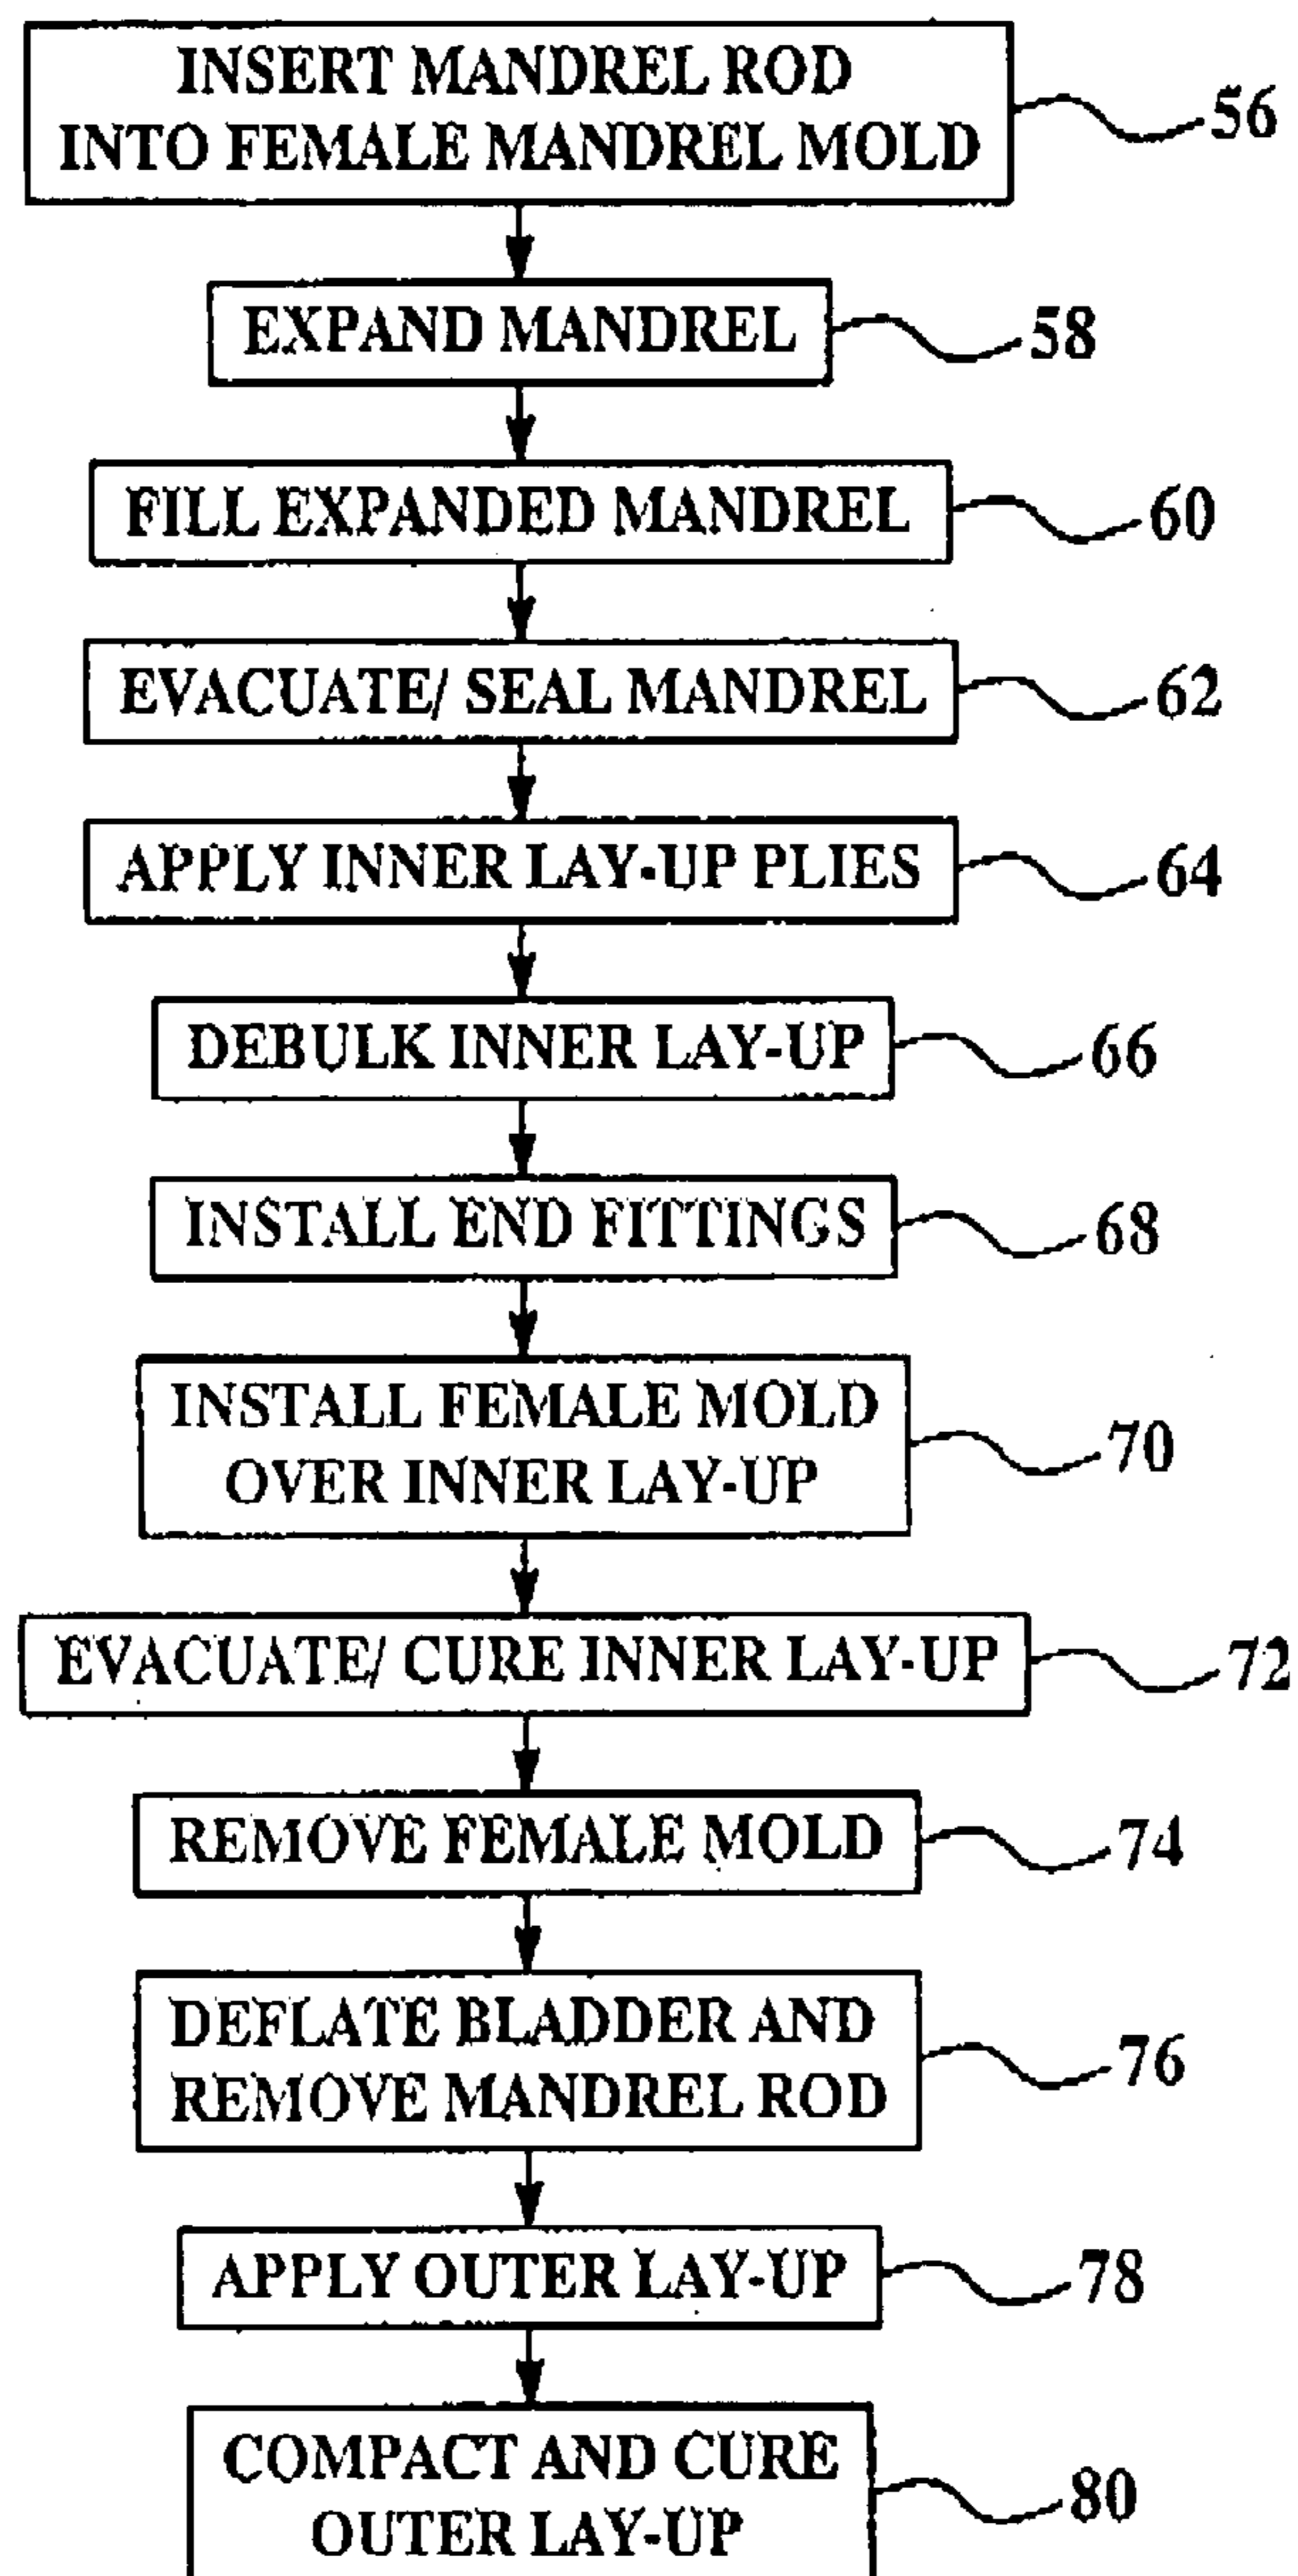 INSERT MANDREL ROD
INTO FEMALE MANDREL MOLD
56
EXPAND MANDREL
58
FILL EXPANDED MANDREL
60
EVACUATE/ SEAL MANDREL
62
APPLY INNER LAY-UP PLIES
64
DEBULK INNER LAY-UP
66
INSTALL END FITTINGS
68
INSTALL FEMALE MOLD
OVER INNER LAY-UP
70
EVACUATE/ CURE INNER LAY-UP
72
REMOVE FEMALE MOLD
74
DEFLATE BLADDER AND
REMOVE MANDREL ROD
76
APPLY OUTER LAY-UP
78
COMPACT AND CURE
OUTER LAY-UP
80